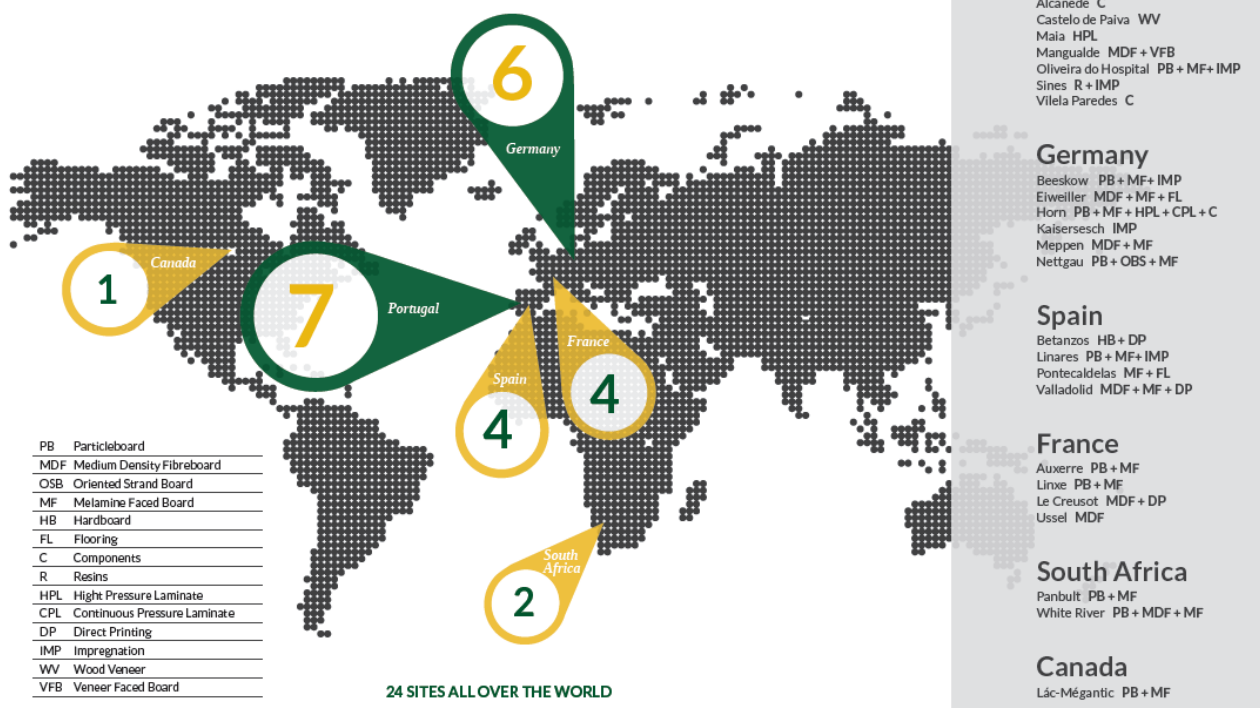 6
Germany
1
Canada
7
Portugal
France
4
Spain
4
South
Africa
2
PB Particleboard
MDF Medium Density Fibreboard
OSB Oriented Strand Board
MF Melamine Faced Board
HB Hardboard
FL Flooring
C Components
R Resins
HPL Hight Pressure Laminate
CPL Continuous Pressure Laminate
DP Direct Printing
IMP Impregnation
WV Wood Veneer
VFB Veneer Faced Board
24 SITES ALL OVER THE WORLD
Alcanede C
Castelo de Paiva WV
Maia HPL
Mangualde MDF + VFB
Oliveira do Hospital PB + MF+ IMP
Sines R + IMP
Vilela Paredes C
Germany
Beeskow PB + MF+ IMP
Eiweiller MDF + MF + FL
Horn PB + MF + HPL + CPL + C
Kaisersesch IMP
Meppen MDF + MF
Nettgau PB + OBS + MF
Spain
Betanzos HB + DP
Linares PB + MF+ IMP
Pontecaldelas MF + FL
Valladolid MDF + MF + DP
France
Auxerre PB + MF
Linxe PB + MF
Le Creusot MDF + DP
Ussel MDF
South Africa
Panbult PB + MF
White River PB + MDF + MF
Canada
Lác-Mégantic PB + MF